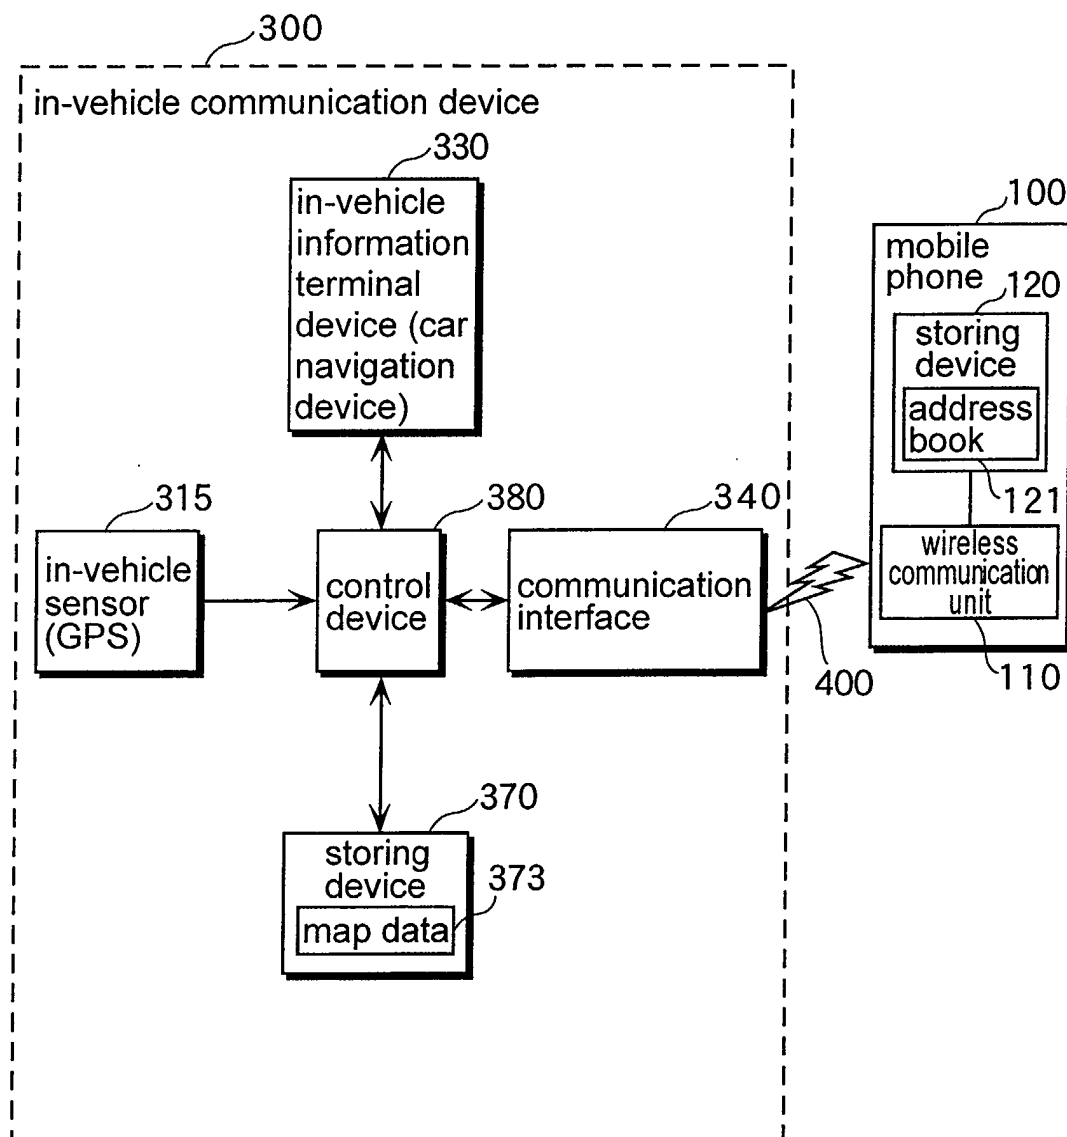 300
in-vehicle communication device
330
in-vehicle
information
terminal
device (car
navigation
device)
100
mobile
phone
120
storing
device
address
book
121
315
in-vehicle
sensor
(GPS)
380
control
device
340
communication
interface
wireless
communication
unit
400
110
370
storing
device
373
map data